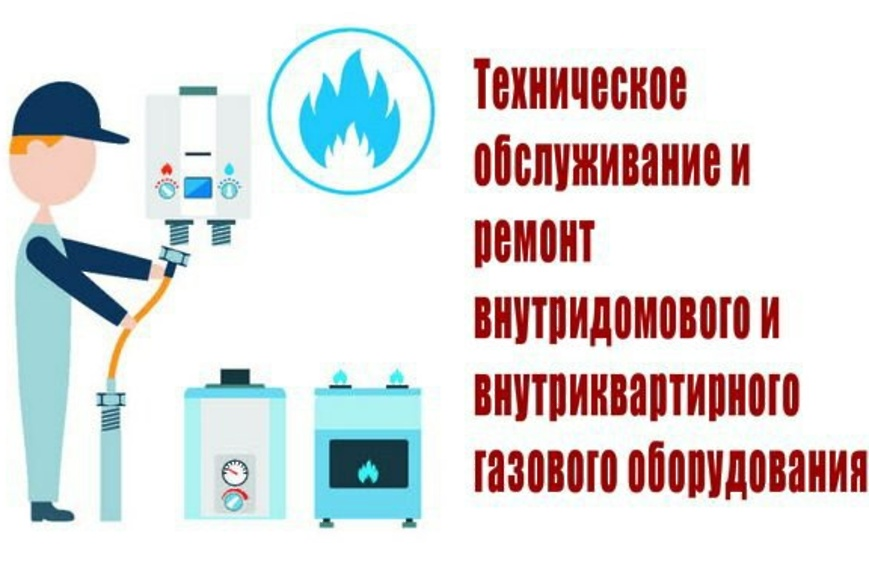 Техническое
обслуживание и
ремонт
внутридомового и
внутриквартирного
газового оборудования